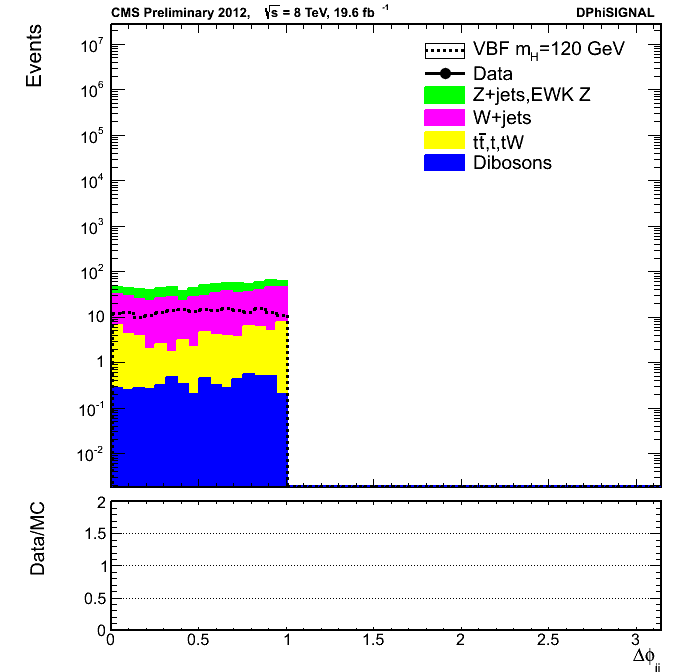 CMS Preliminary 2012, √s = 8 TeV, 19.6 fb⁻¹ DPhiSIGNAL
Events
10⁷
10⁶
10⁵
10⁴
10³
10²
10
1
10⁻¹
10⁻²
VBF m_H=120 GeV
Data
Z+jets,EWK Z
W+jets
tt̄,t,tW
Dibosons
Data/MC
2
1.5
1
0.5
0
0 0.5 1 1.5 2 2.5 3
Δϕ_jj